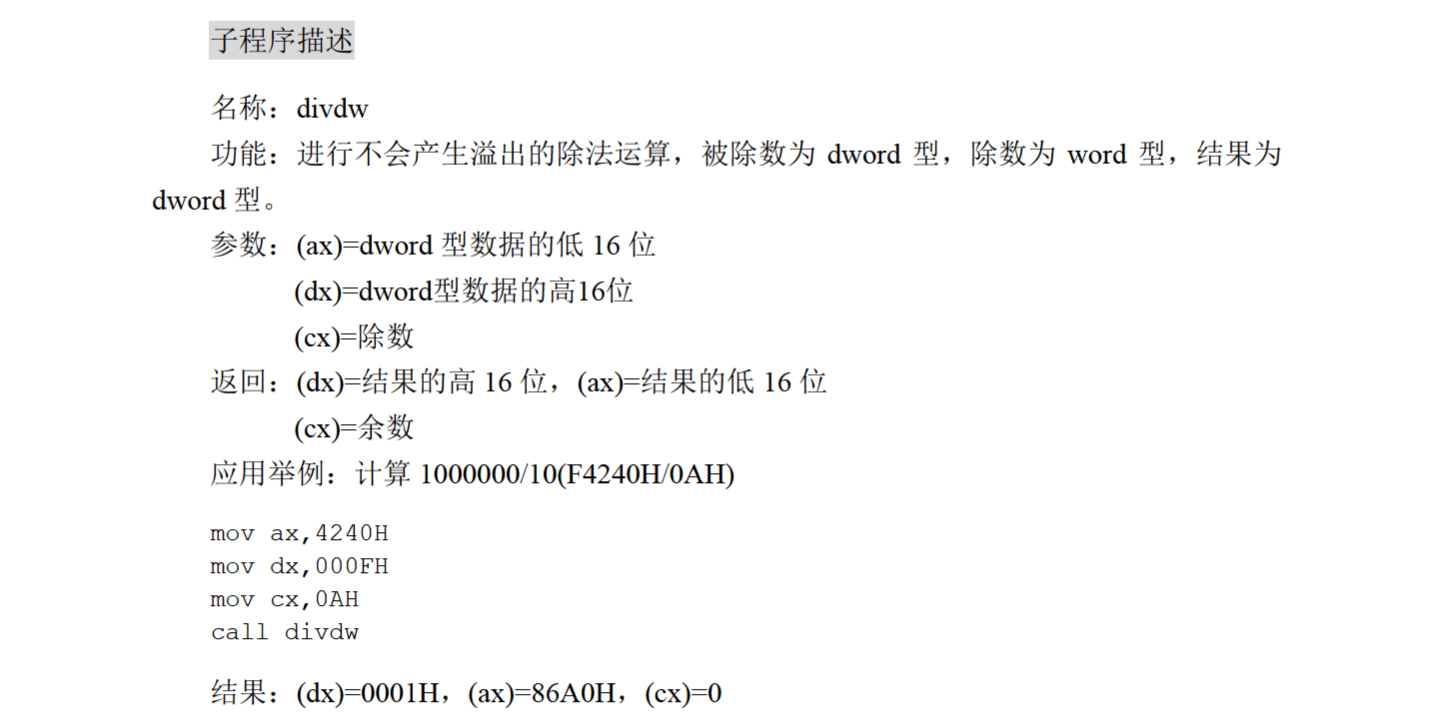 子程序描述
名称：divdw
功能：进行不会产生溢出的除法运算，被除数为 dword 型，除数为 word 型，结果为
dword 型。
参数：(ax)=dword 型数据的低 16 位
(dx)=dword型数据的高16位
(cx)=除数
返回：(dx)=结果的高 16 位，(ax)=结果的低 16 位
(cx)=余数
应用举例：计算 1000000/10(F4240H/0AH)
mov ax,4240H
mov dx,000FH
mov cx,0AH
call divdw
结果：(dx)=0001H，(ax)=86A0H，(cx)=0